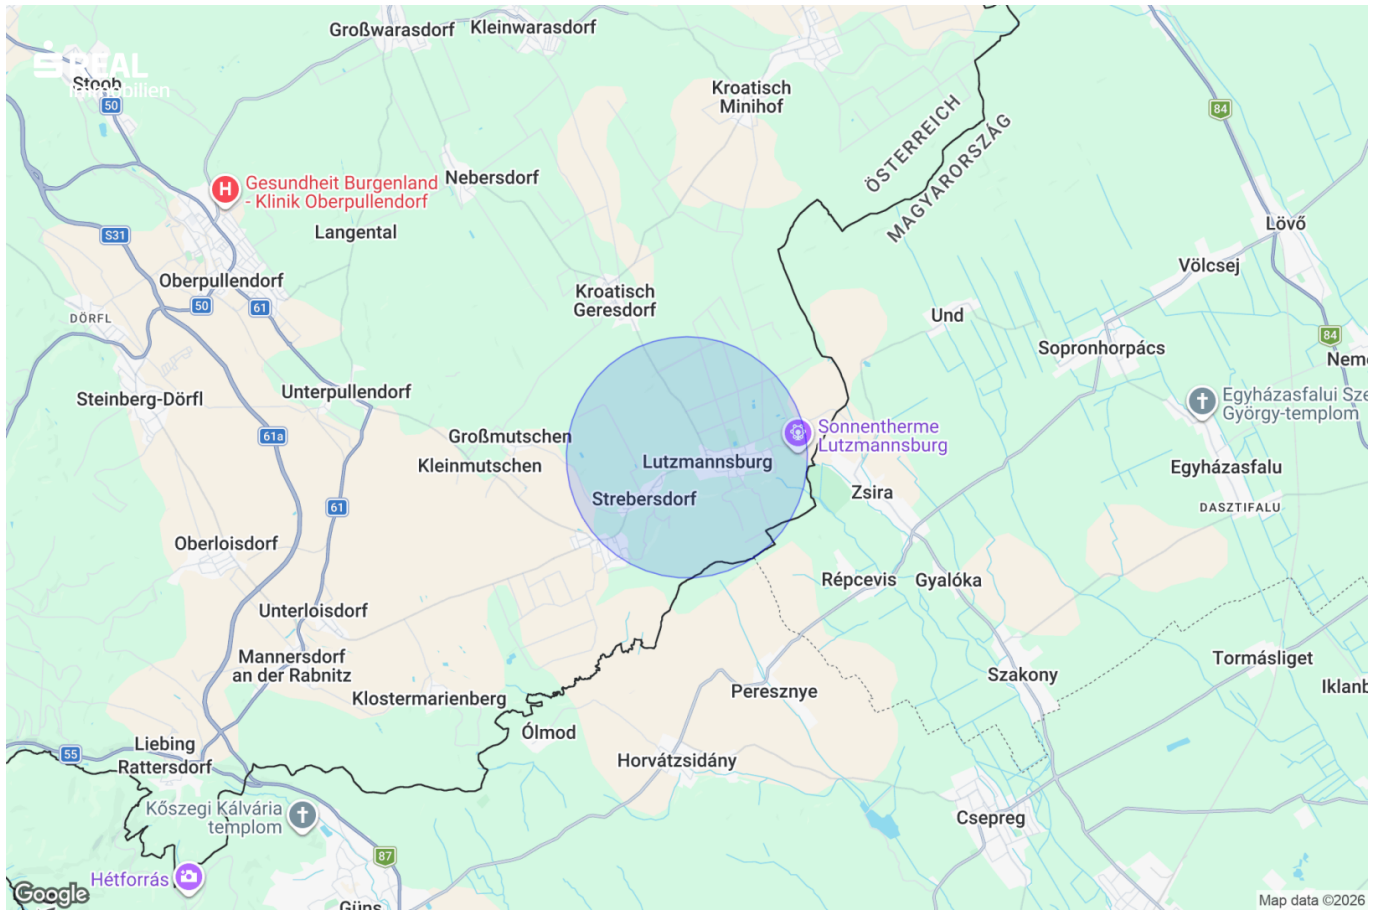 Großwarasdorf
Kleinwarasdorf
S REAL
Immobilien
Stoob
50
Kroatisch
Minihof
84
ÖSTERREICH
MAGYARORSZÁG
Gesundheit Burgenland
- Klinik Oberpullendorf
H
Nebersdorf
Langental
S31
Lövő
Völcsej
Oberpullendorf
50
61
Kroatisch
Geresdorf
DÖRFL
Und
84
Sopronhorpács
Nem
Steinberg-Dörfl
Unterpullendorf
Egyházasfalui Sze
György-templom
61a
Großmutschen
Kleinmutschen
Sonnentherme
Lutzmannsburg
Lutzmannsburg
Egyházasfalu
Strebersdorf
Zsira
DASZTIFALU
61
Oberloisdorf
Répcevis
Gyalóka
Unterloisdorf
Mannersdorf
an der Rabnitz
Tormásliget
Szakony
Iklanb
Klostermarienberg
Peresznye
Ólmod
Liebing
Rattersdorf
55
Horvátzsidány
Kőszegi Kálvária
templom
Csepreg
87
Hétforrás
Güns
Google
Map data ©2026